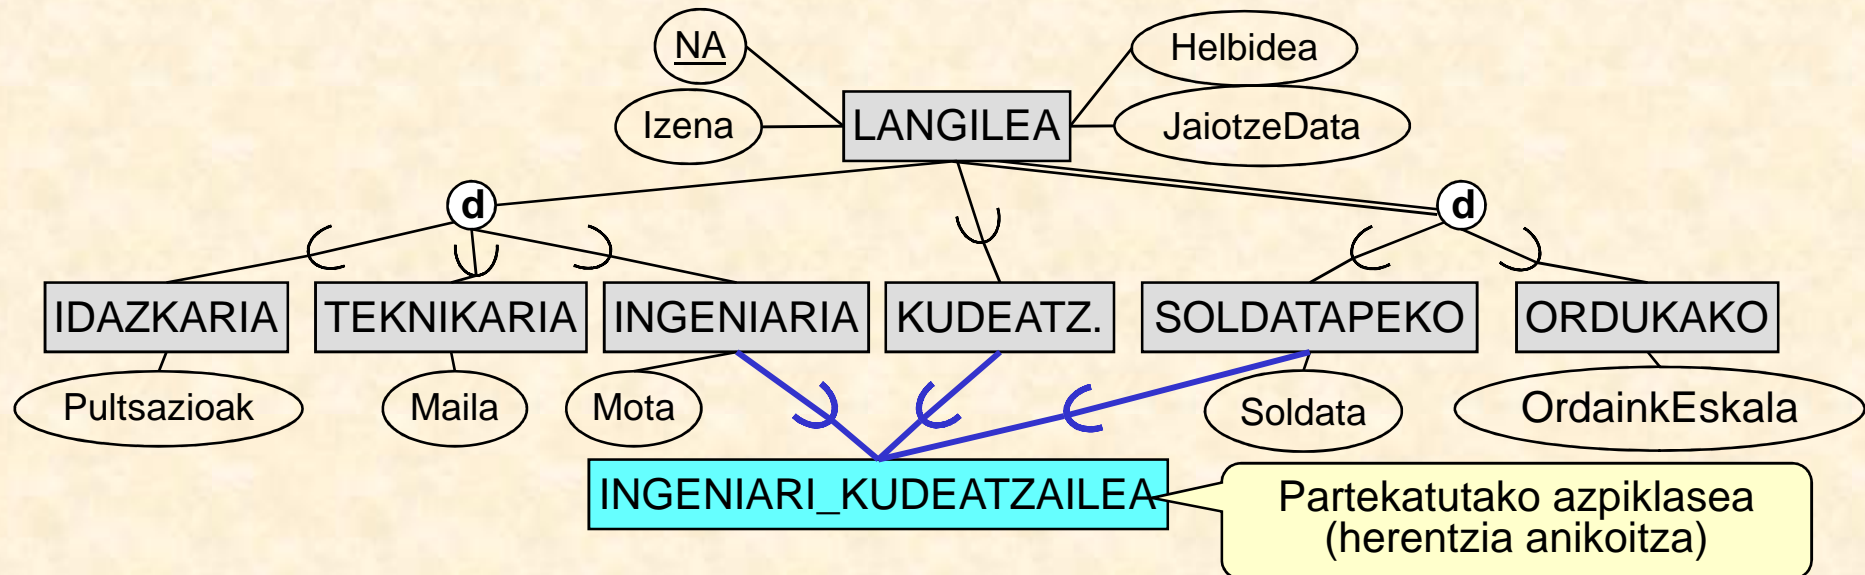 NA
Helbidea
Izena
LANGILEA
JaiotzeData
d
d
IDAZKARIA
TEKNIKARIA
INGENIARIA
KUDEATZ.
SOLDATAPEKO
ORDUKAKO
Pultsazioak
Maila
Mota
Soldata
OrdainkEskala
INGENIARI_KUDEATZAILEA
Partekatutako azpiklasea
(herentzia anikoitza)